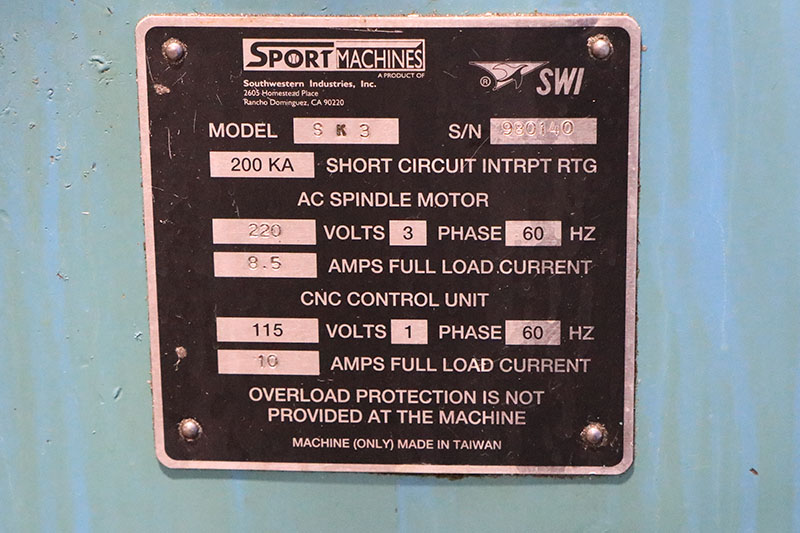 SPORT MACHINES
A PRODUCT OF
Southwestern Industries, Inc.
2605 Homestead Place
Rancho Dominguez, CA 90220
® SWI
MODEL SK3 S/N 980140
200 KA SHORT CIRCUIT INTRPT RTG
AC SPINDLE MOTOR
220 VOLTS 3 PHASE 60 HZ
8.5 AMPS FULL LOAD CURRENT
CNC CONTROL UNIT
115 VOLTS 1 PHASE 60 HZ
10 AMPS FULL LOAD CURRENT
OVERLOAD PROTECTION IS NOT
PROVIDED AT THE MACHINE
MACHINE (ONLY) MADE IN TAIWAN